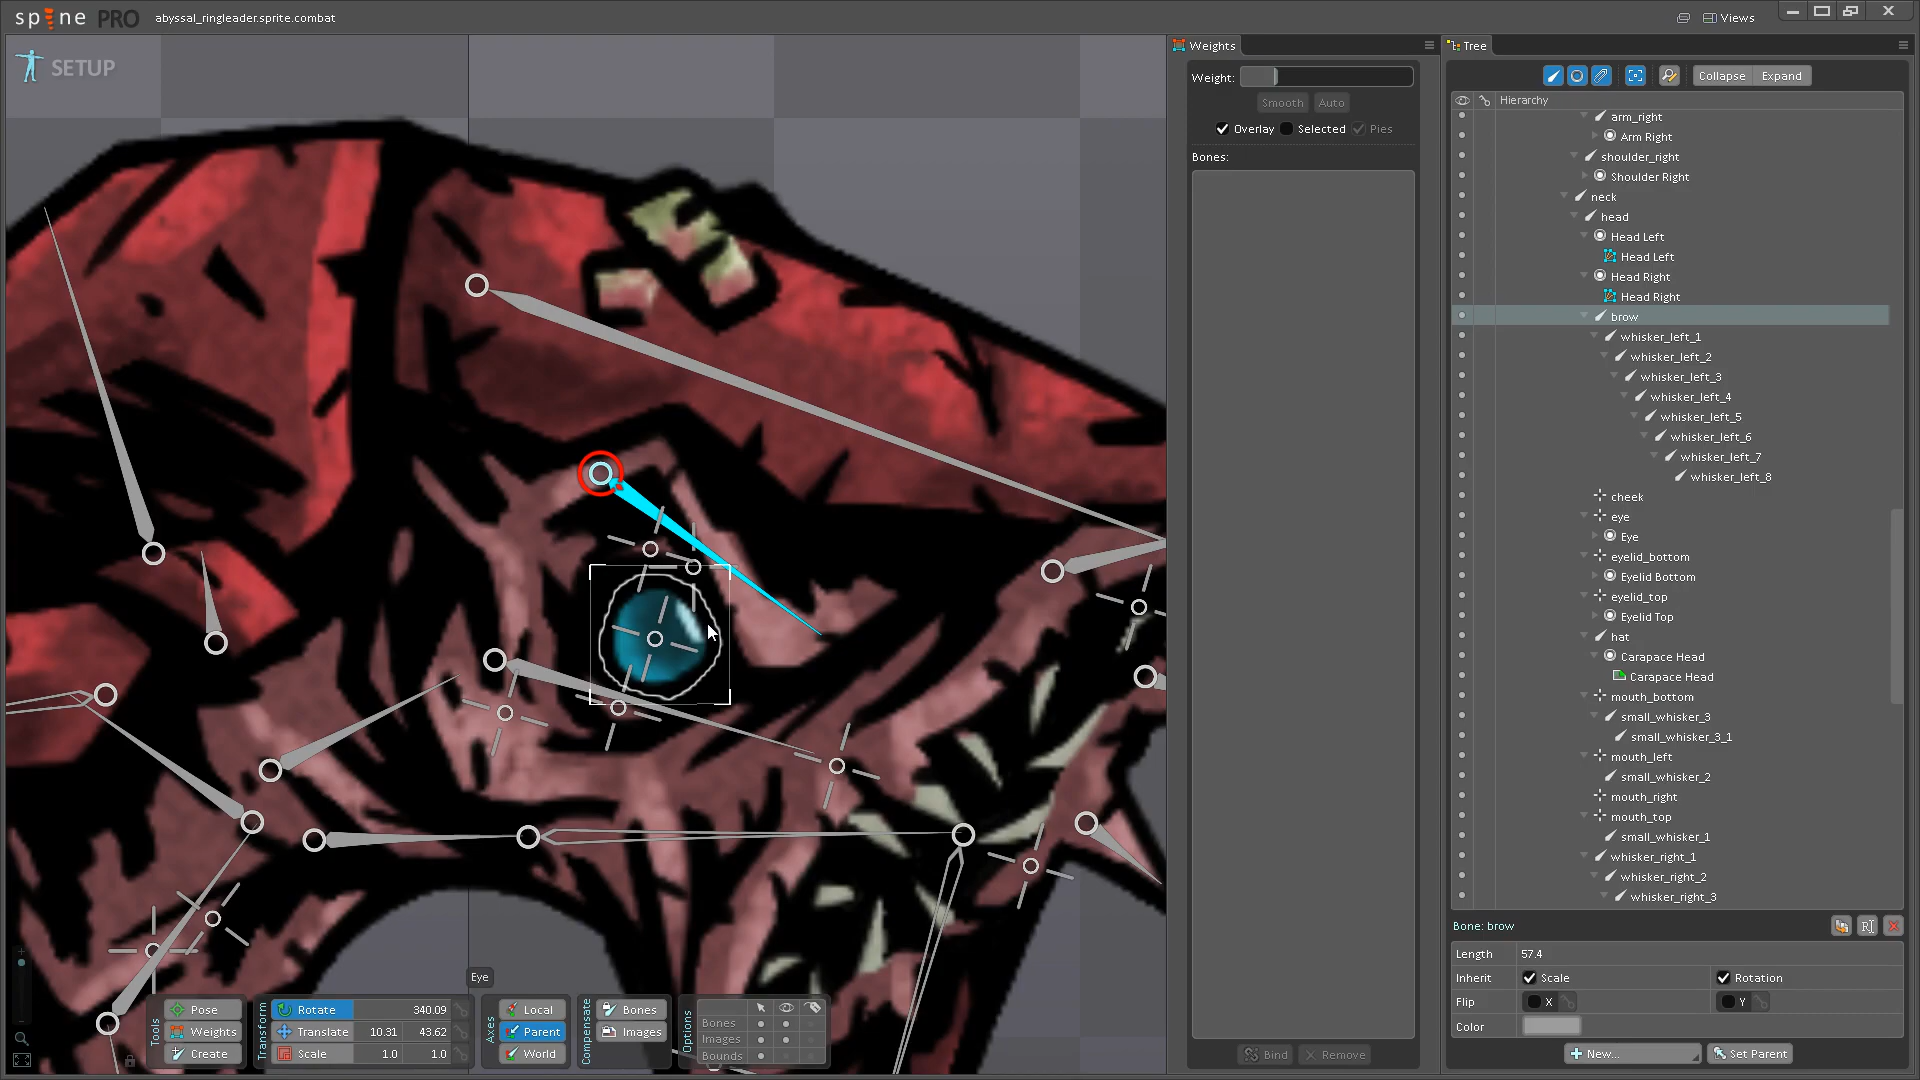 spine PRO abyssal_ringleader.sprite.combat Views
SETUP
Weights
Weight:
Smooth Auto
Overlay Selected Pies
Bones:
Bind Remove
Tree
Collapse Expand
Hierarchy
arm_right
Arm Right
shoulder_right
Shoulder Right
neck
head
Head Left
Head Left
Head Right
Head Right
brow
whisker_left_1
whisker_left_2
whisker_left_3
whisker_left_4
whisker_left_5
whisker_left_6
whisker_left_7
whisker_left_8
cheek
eye
Eye
eyelid_bottom
Eyelid Bottom
eyelid_top
Eyelid Top
hat
Carapace Head
Carapace Head
mouth_bottom
small_whisker_3
small_whisker_3_1
mouth_left
small_whisker_2
mouth_right
mouth_top
small_whisker_1
whisker_right_1
whisker_right_2
whisker_right_3
Bone: brow
Length 57.4
Inherit Scale Rotation
Flip X Y
Color
New... Set Parent
Eye
Tools
Pose
Weights
Create
Transform
Rotate 340.09
Translate 10.31 43.62
Scale 1.0 1.0
Axes
Local
Parent
World
Compensate
Bones
Images
Options
Bones
Images
Bounds